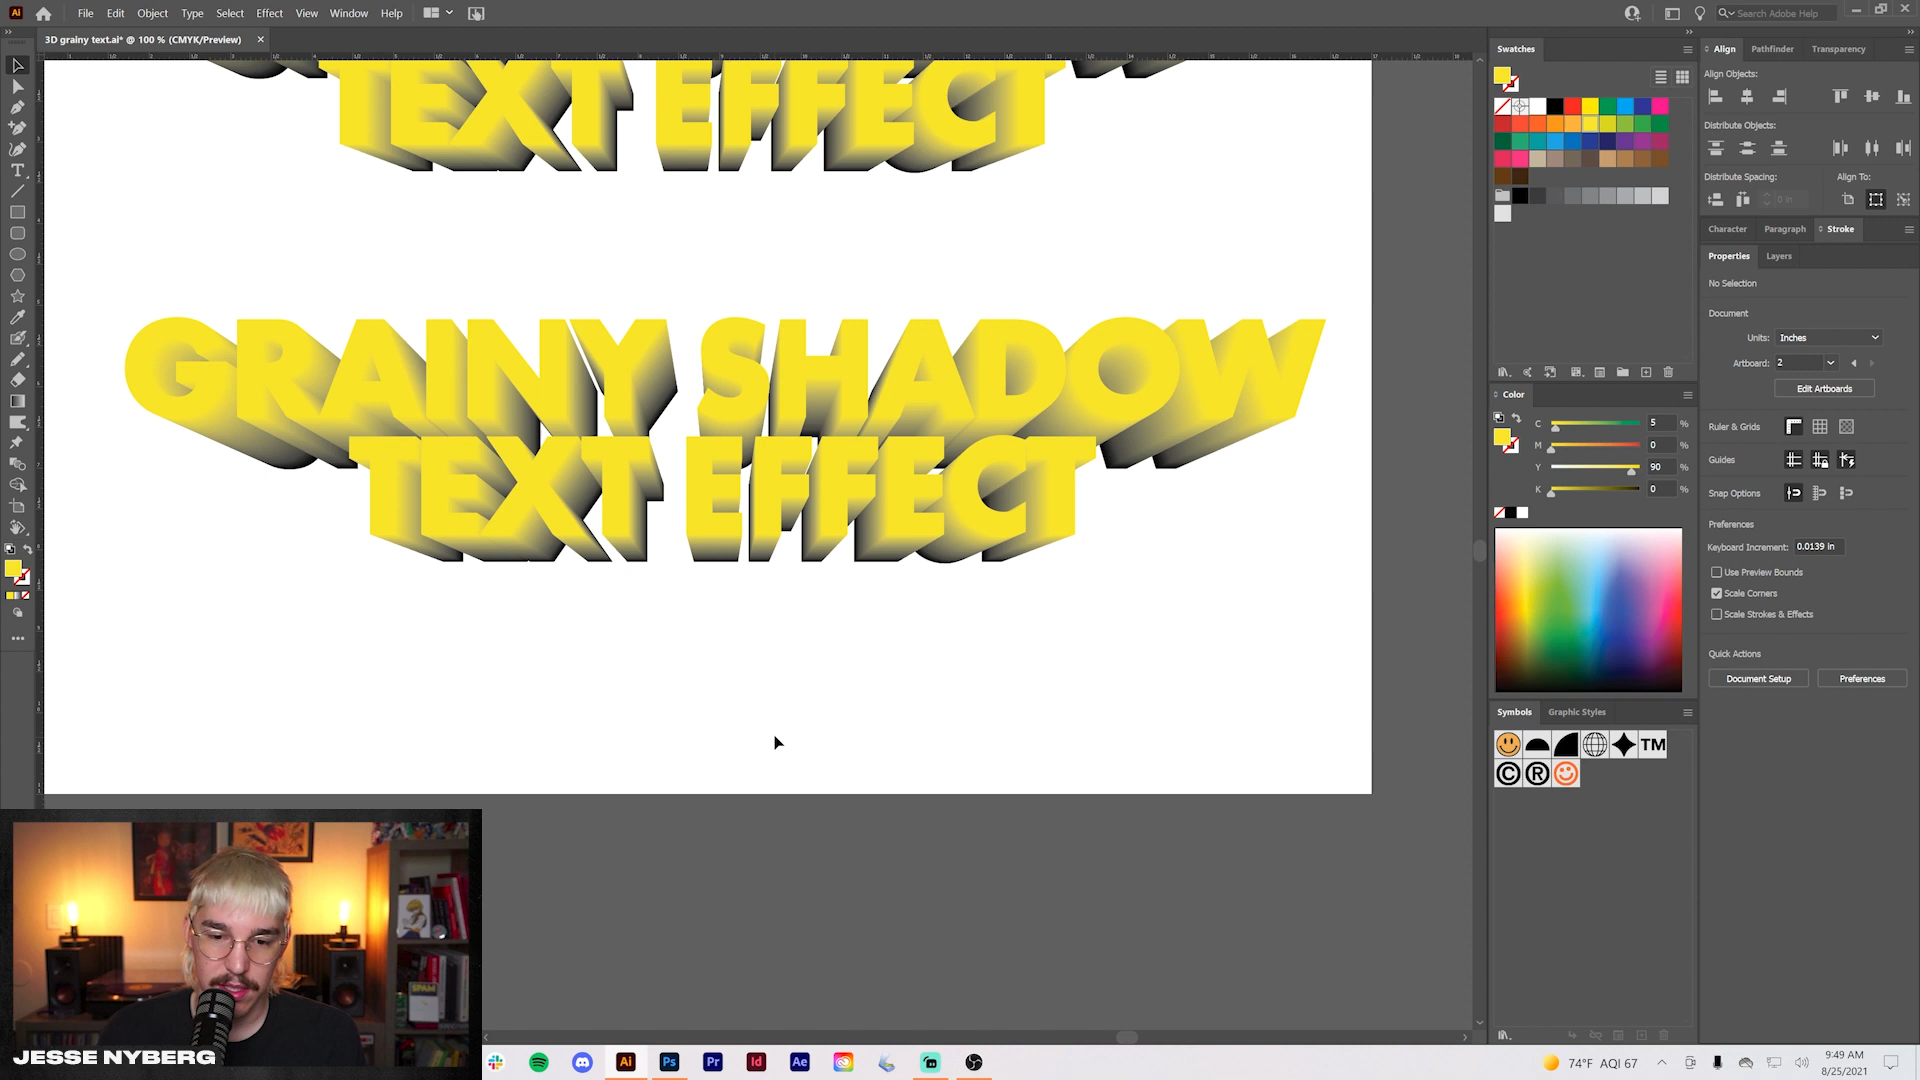 Ai
File Edit Object Type Select Effect View Window Help
Search Adobe Help
3D grainy text.ai* @ 100 % (CMYK/Preview)
Swatches
Align Pathfinder Transparency
Align Objects:
Distribute Objects:
Distribute Spacing: Align To:
0 in
Character Paragraph Stroke
Properties Layers
No Selection
Document
Units: Inches
Artboard: 2
Edit Artboards
Color
C 5 %
M 0 %
Y 90 %
K 0 %
Ruler & Grids
Guides
Snap Options
Preferences
Keyboard Increment: 0.0139 in
Use Preview Bounds
Scale Corners
Scale Strokes & Effects
Quick Actions
Document Setup Preferences
Symbols Graphic Styles
TM
C R
TEXT EFFECT
GRAINY SHADOW
TEXT EFFECT
SPAM
JESSE NYBERG
Ai Ps Pr Id Ae
74°F AQI 67
9:49 AM
8/25/2021